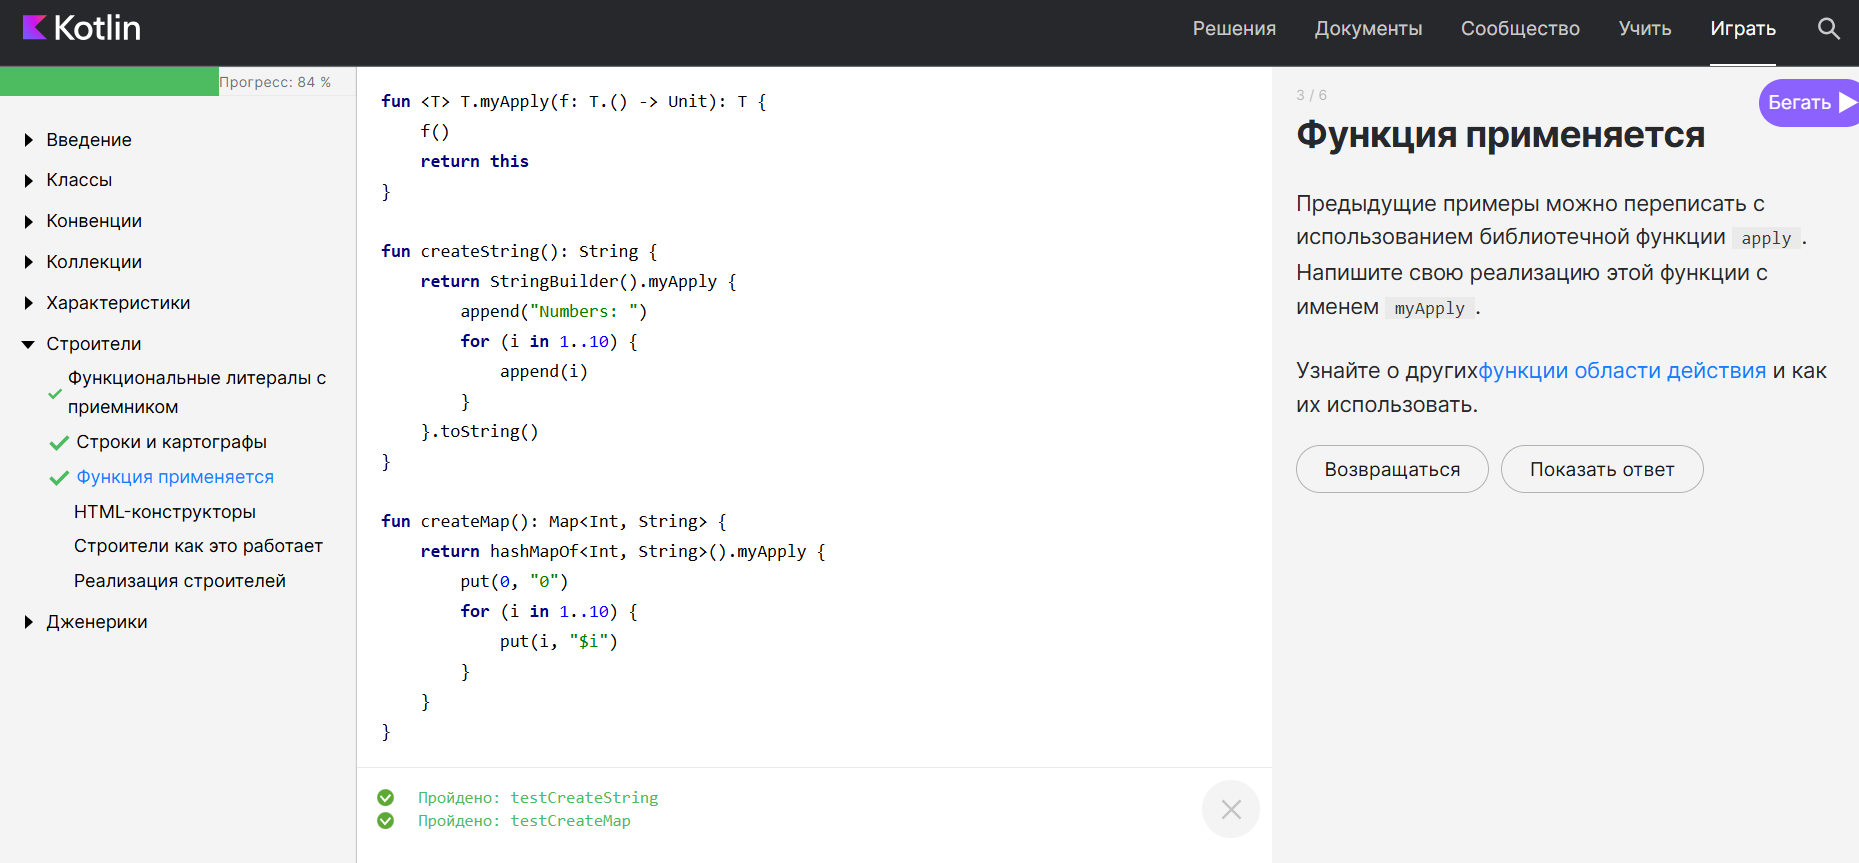 Kotlin
Решения
Документы
Сообщество
Учить
Играть
Прогресс: 84 %
Введение
Классы
Конвенции
Коллекции
Характеристики
Строители
Функциональные литералы с
приемником
Строки и картографы
Функция применяется
HTML-конструкторы
Строители как это работает
Реализация строителей
Дженерики
fun <T> T.myApply(f: T.() -> Unit): T {
    f()
    return this
}
fun createString(): String {
    return StringBuilder().myApply {
        append("Numbers: ")
        for (i in 1..10) {
            append(i)
        }
    }.toString()
}
fun createMap(): Map<Int, String> {
    return hashMapOf<Int, String>().myApply {
        put(0, "0")
        for (i in 1..10) {
            put(i, "$i")
        }
    }
}
Пройдено: testCreateString
Пройдено: testCreateMap
3 / 6
Бегать
Функция применяется
Предыдущие примеры можно переписать с
использованием библиотечной функции apply .
Напишите свою реализацию этой функции с
именем myApply .
Узнайте о другихфункции области действия и как
их использовать.
Возвращаться
Показать ответ